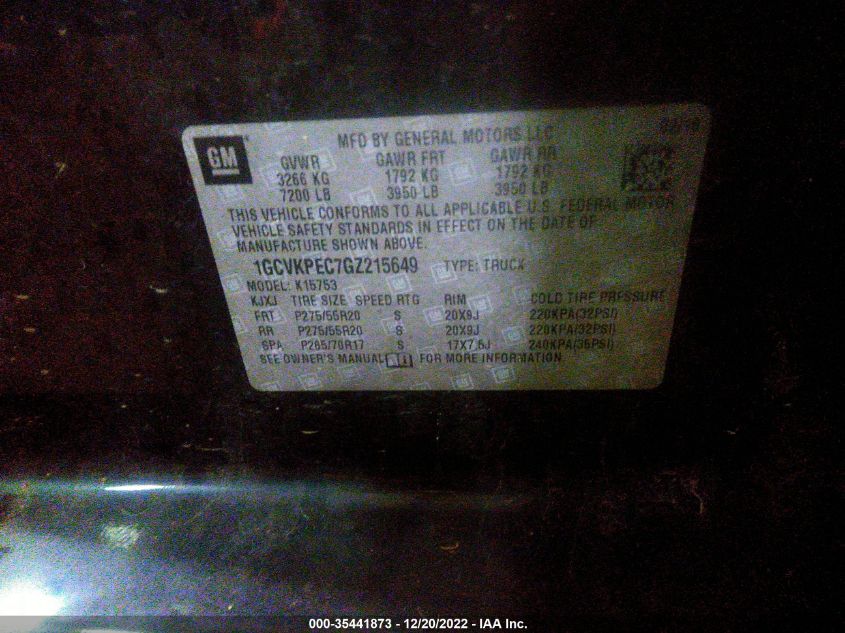 GM
MFD BY GENERAL MOTORS LLC
GVWR GAWR FRT GAWR RR
3266 KG 1792 KG 1792 KG
7200 LB 3950 LB 3950 LB
THIS VEHICLE CONFORMS TO ALL APPLICABLE U.S. FEDERAL MOTOR
VEHICLE SAFETY STANDARDS IN EFFECT ON THE DATE OF
MANUFACTURE SHOWN ABOVE.
1GCVKPEC7GZ215649 TYPE: TRUCK
MODEL: K15753
KJXJ TIRE SIZE SPEED RTG RIM COLD TIRE PRESSURE
FRT P275/55R20 S 20X9J 220KPA(32PSI)
RR P275/55R20 S 20X9J 220KPA(32PSI)
SPA P265/70R17 S 17X7.5J 240KPA(35PSI)
SEE OWNER'S MANUAL FOR MORE INFORMATION
000-35441873 - 12/20/2022 - IAA Inc.